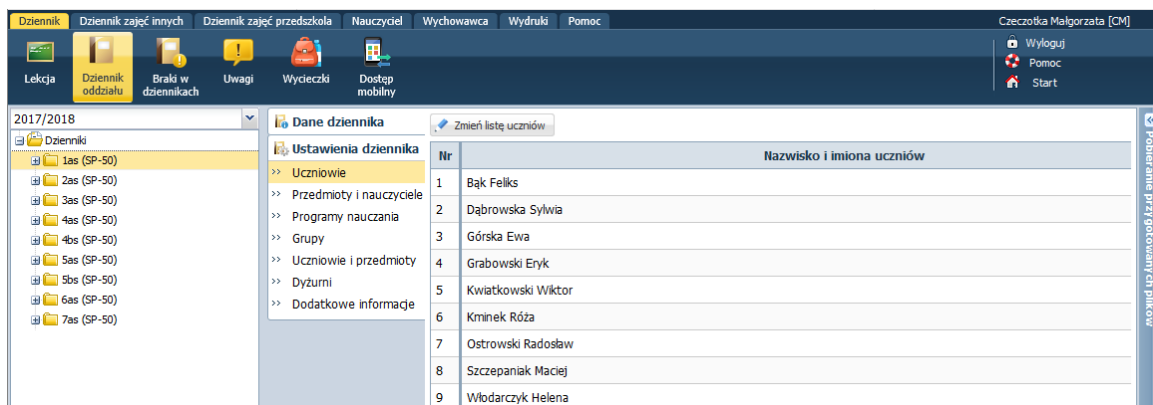 Dziennik Dziennik zajęć innych Dziennik zajęć przedszkola Nauczyciel Wychowawca Wydruki Pomoc Czeczotka Małgorzata [CM]
Lekcja Dziennik oddziału Braki w dziennikach Uwagi Wycieczki Dostęp mobilny
Wyloguj
Pomoc
Start
2017/2018
Dzienniki
1as (SP-50)
2as (SP-50)
3as (SP-50)
4as (SP-50)
4bs (SP-50)
5as (SP-50)
5bs (SP-50)
6as (SP-50)
7as (SP-50)
Dane dziennika
Ustawienia dziennika
>> Uczniowie
>> Przedmioty i nauczyciele
>> Programy nauczania
>> Grupy
>> Uczniowie i przedmioty
>> Dyżurni
>> Dodatkowe informacje
Zmień listę uczniów
Nr Nazwisko i imiona uczniów
1 Bąk Feliks
2 Dąbrowska Sylwia
3 Górska Ewa
4 Grabowski Eryk
5 Kwiatkowski Wiktor
6 Kminek Róża
7 Ostrowski Radosław
8 Szczepaniak Maciej
9 Włodarczyk Helena
Pobieranie przygotowanych plików